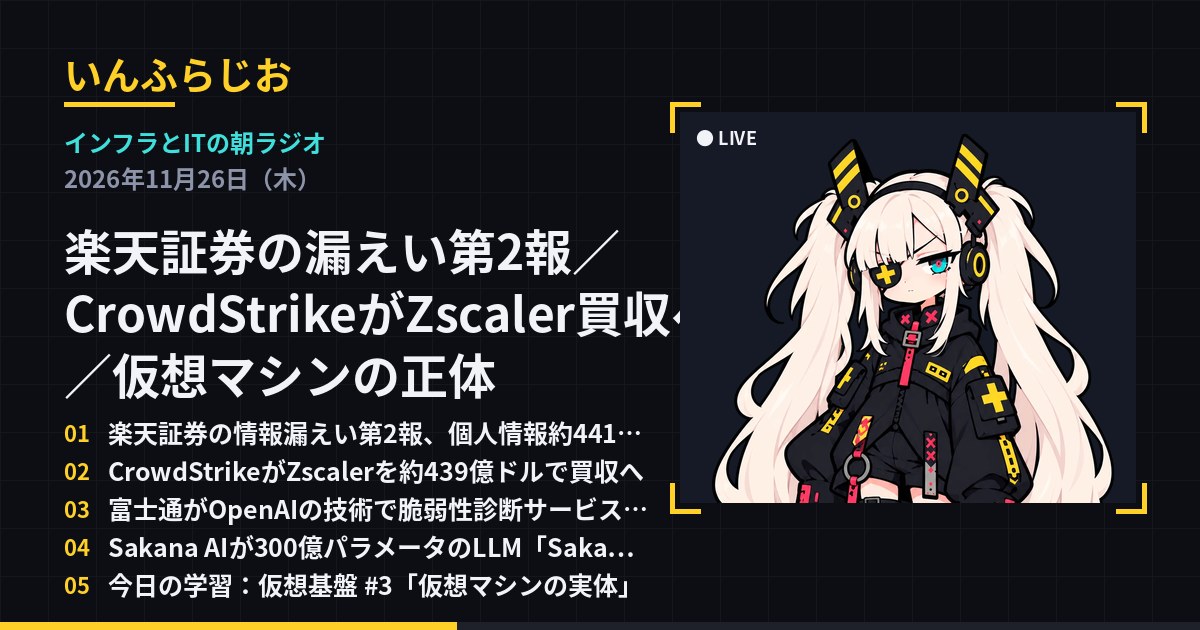 いんふらじお
インフラとITの朝ラジオ
2026年11月26日（木）
LIVE
楽天証券の漏えい第2報／
CrowdStrikeがZscaler買収
／仮想マシンの正体
01 楽天証券の情報漏えい第2報、個人情報約441…
02 CrowdStrikeがZscalerを約439億ドルで買収へ
03 富士通がOpenAIの技術で脆弱性診断サービス…
04 Sakana AIが300億パラメータのLLM「Saka…
05 今日の学習：仮想基盤 #3「仮想マシンの実体」